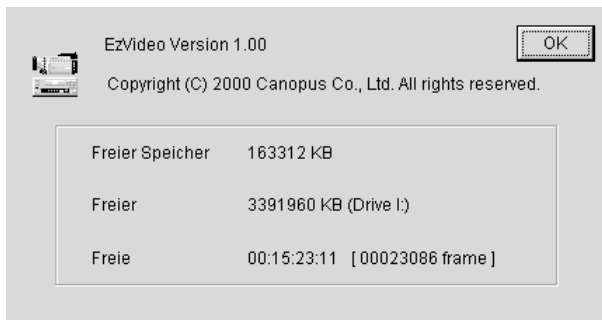 EzVideo Version 1.00
OK
Copyright (C) 2000 Canopus Co., Ltd. All rights reserved.
Freier Speicher 163312 KB
Freier 3391960 KB (Drive I:)
Freie 00:15:23:11 [ 00023086 frame ]